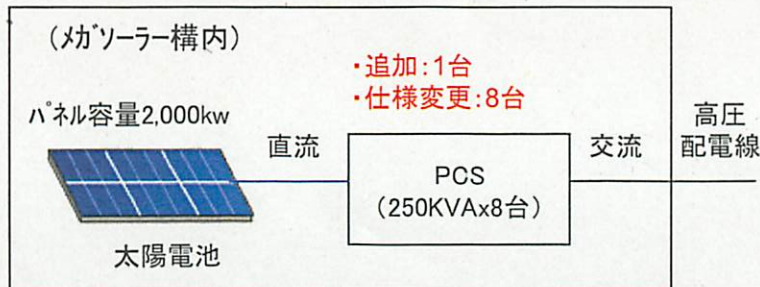 (メガソーラー構内)
・追加:1台
・仕様変更:8台
パネル容量2,000kw
直流
PCS
(250KVAx8台)
交流
高圧
配電線
太陽電池